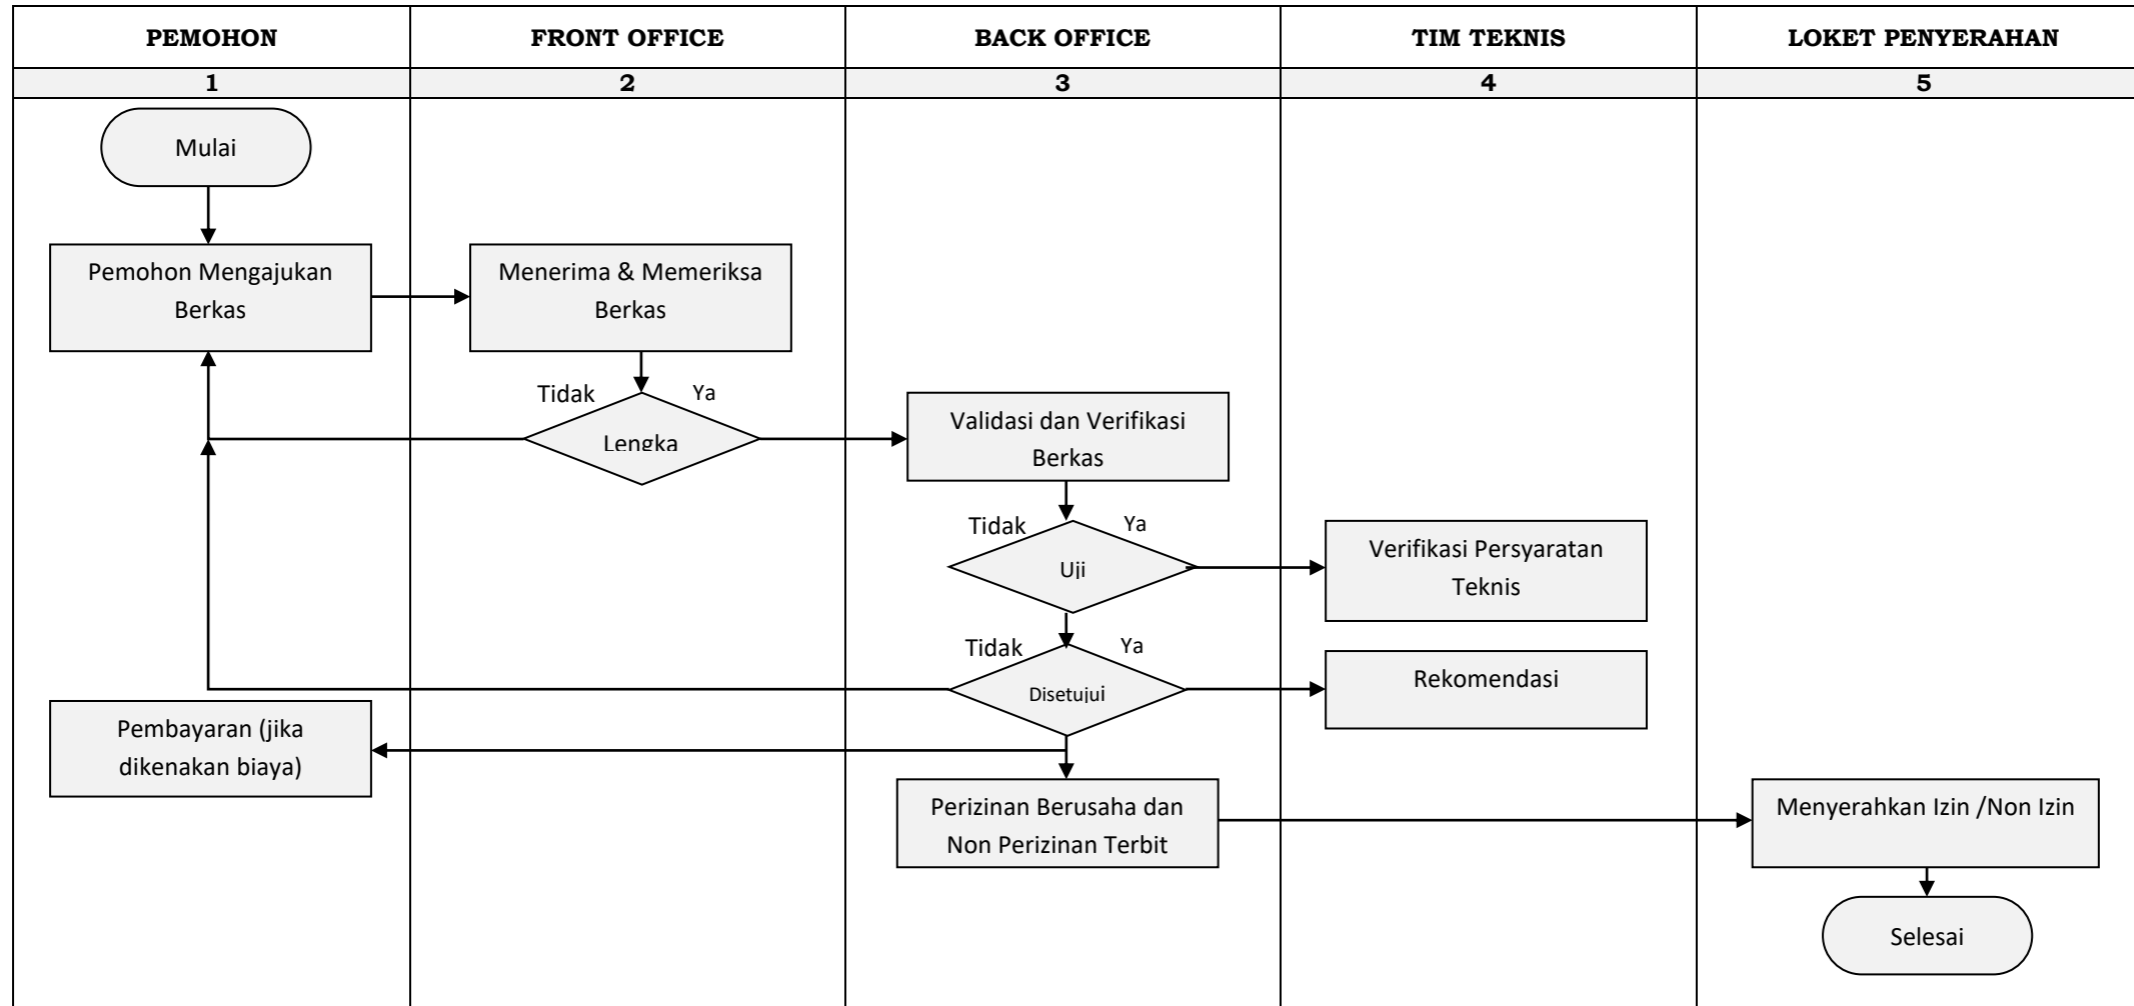 PEMOHON
FRONT OFFICE
BACK OFFICE
TIM TEKNIS
LOKET PENYERAHAN
1
2
3
4
5
Mulai
Pemohon Mengajukan
Berkas
Menerima & Memeriksa
Berkas
Tidak
Ya
Lengka
Validasi dan Verifikasi
Berkas
Tidak
Ya
Uji
Verifikasi Persyaratan
Teknis
Tidak
Ya
Disetujui
Rekomendasi
Pembayaran (jika
dikenakan biaya)
Perizinan Berusaha dan
Non Perizinan Terbit
Menyerahkan Izin /Non Izin
Selesai